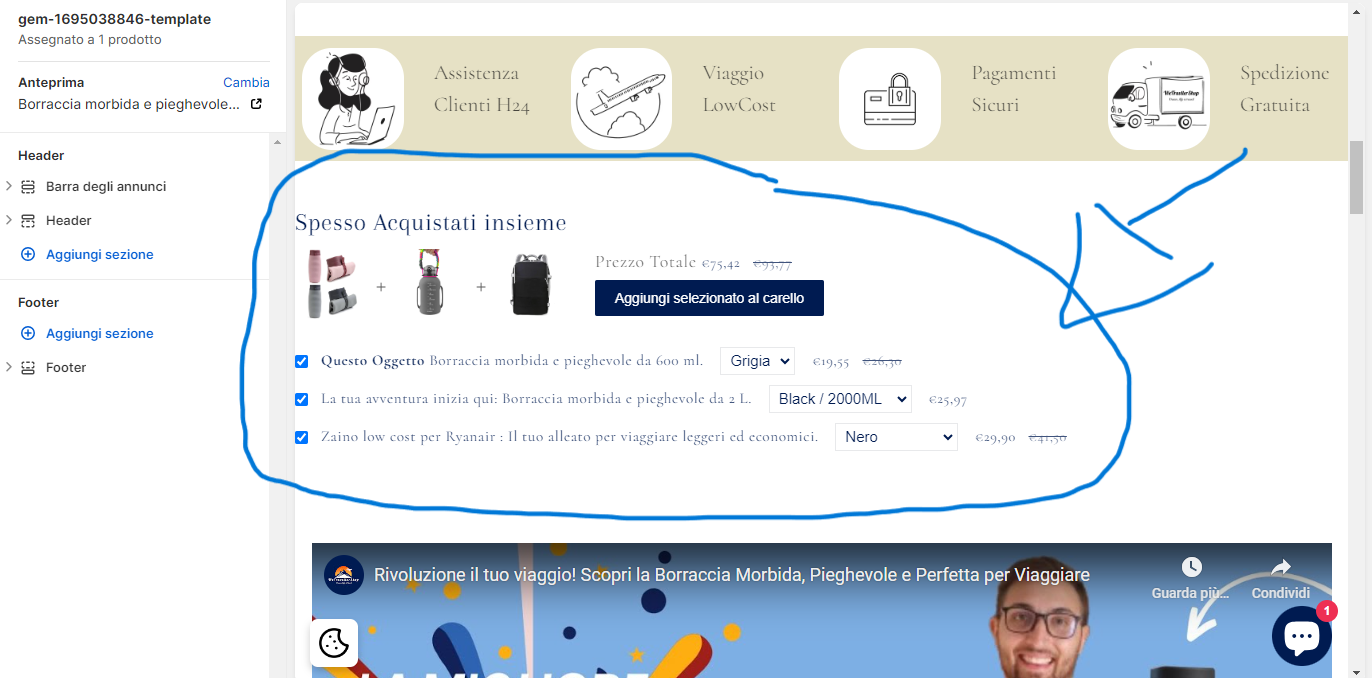 gem-1695038846-template
Assegnato a 1 prodotto
Anteprima
Cambia
Borraccia morbida e pieghevole...
Header
Barra degli annunci
Header
Aggiungi sezione
Footer
Aggiungi sezione
Footer
Assistenza
Clienti H24
Viaggio
LowCost
Pagamenti
Sicuri
WeTravelerShop
Spedizione
Gratuita
Spesso Acquistati insieme
+
+
Prezzo Totale €75,42 €93,77
Aggiungi selezionato al carello
Questo Oggetto Borraccia morbida e pieghevole da 600 ml. Grigia €19,55 €26,30
La tua avventura inizia qui: Borraccia morbida e pieghevole da 2 L. Black / 2000ML €25,97
Zaino low cost per Ryanair : Il tuo alleato per viaggiare leggeri ed economici. Nero €29,90 €41,50
Rivoluzione il tuo viaggio! Scopri la Borraccia Morbida, Pieghevole e Perfetta per Viaggiare
Guarda più...
Condividi
1
LA MIGLIORE